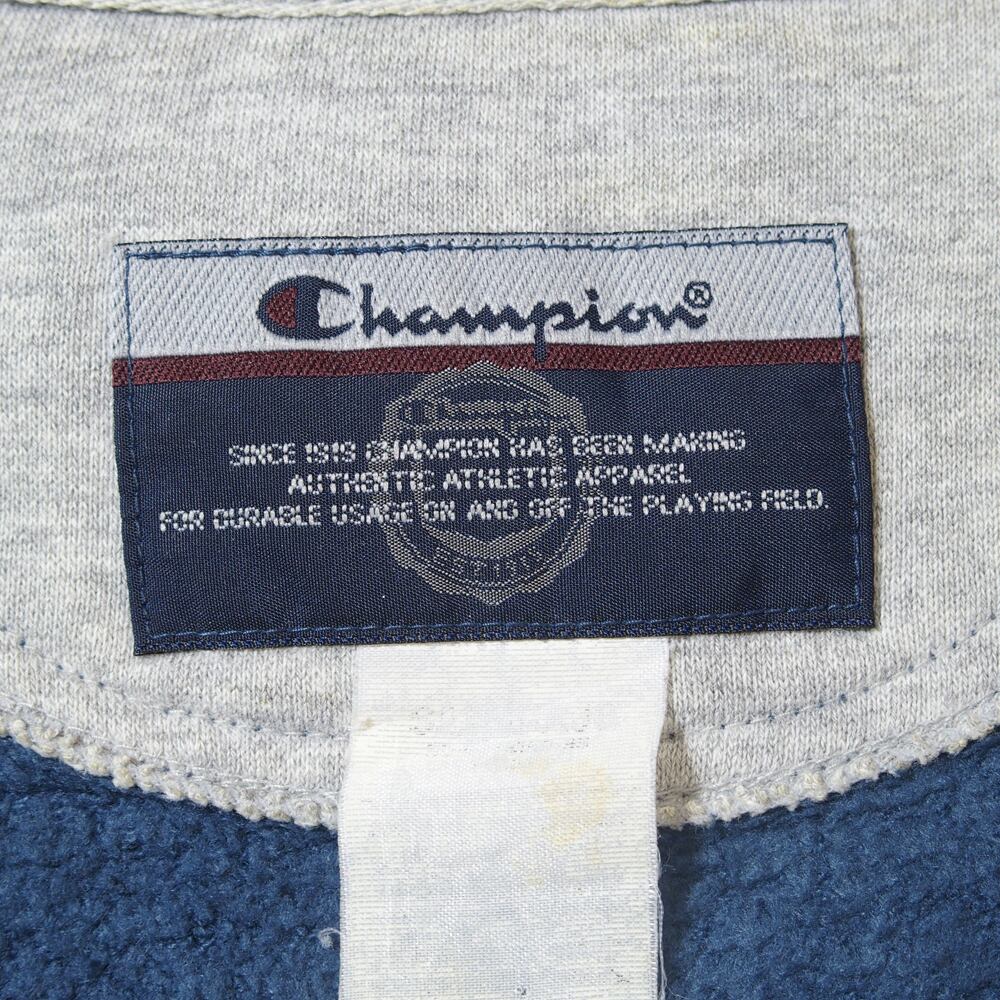 Champion®
SINCE 1919 CHAMPION HAS BEEN MAKING
AUTHENTIC ATHLETIC APPAREL
FOR DURABLE USAGE ON AND OFF THE PLAYING FIELD.
Champion